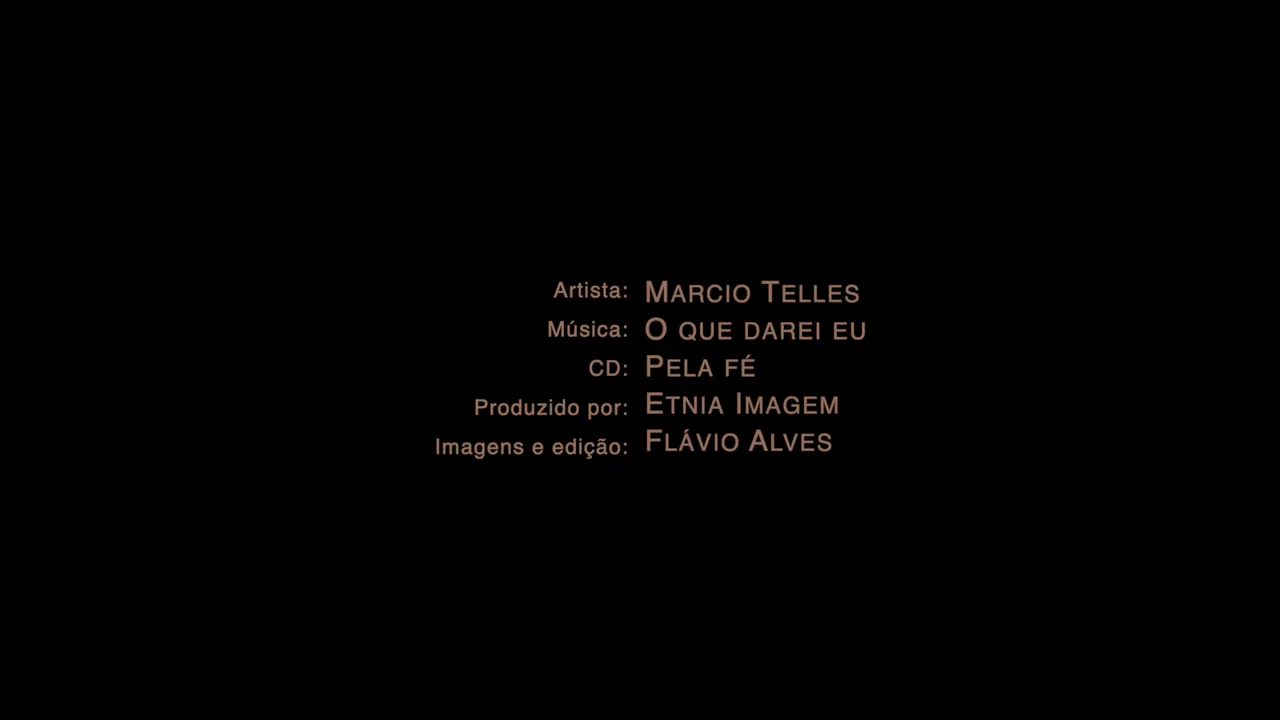 Artista: Marcio Telles
Música: O que darei eu
CD: Pela fé
Produzido por: Etnia Imagem
Imagens e edição: Flávio Alves